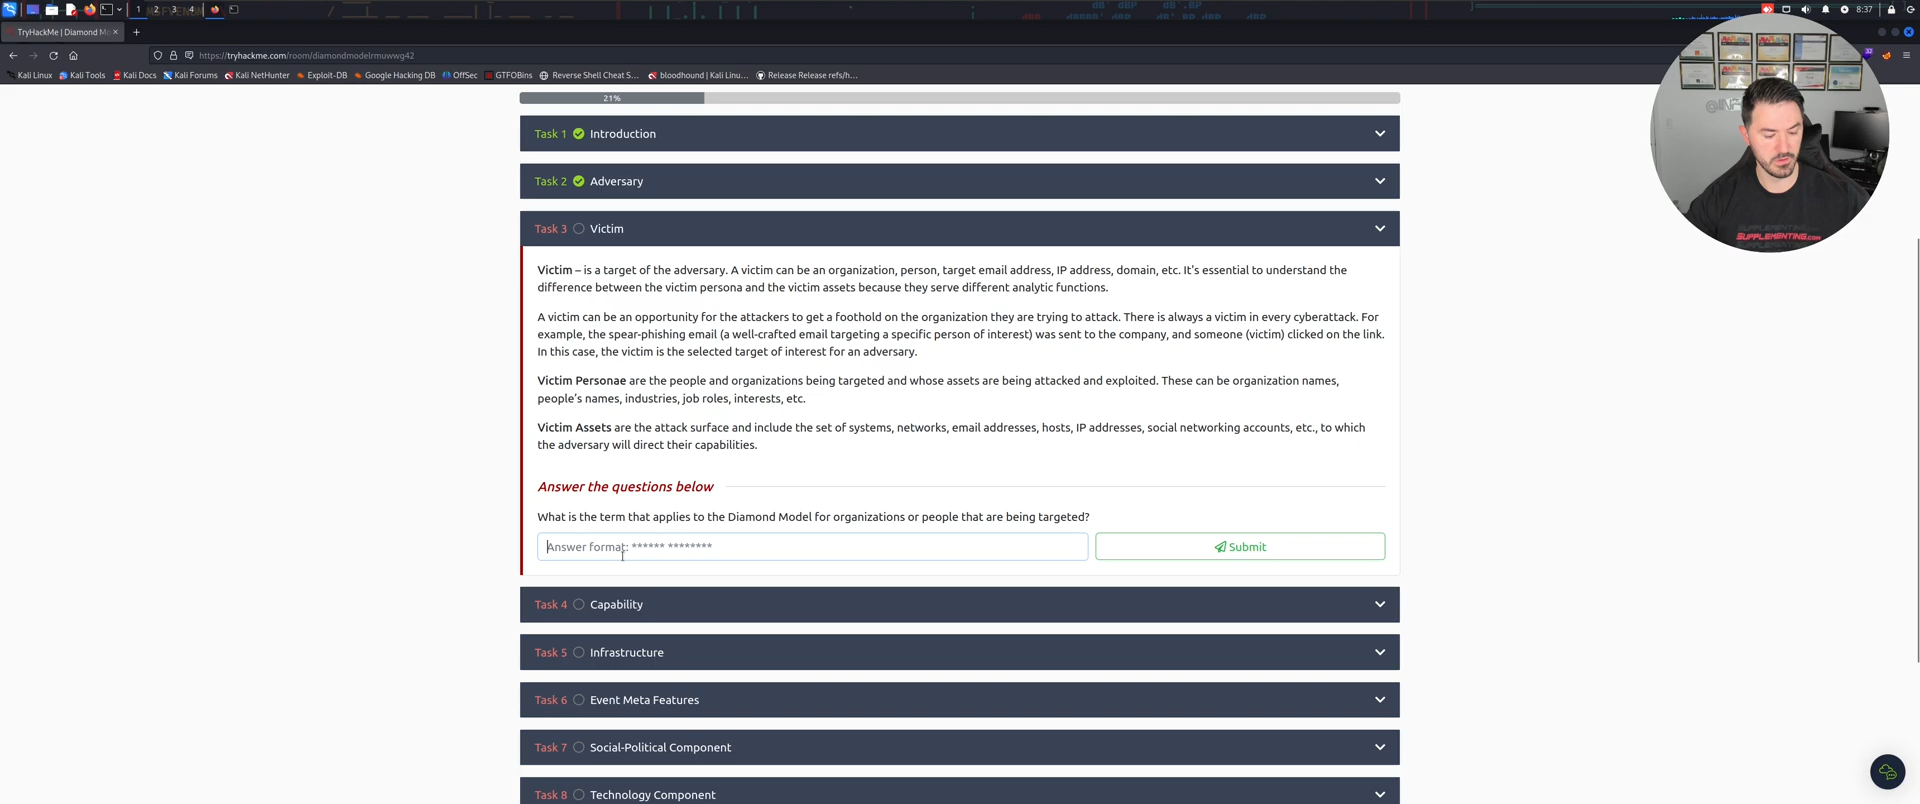 1 2 3 4
8:37
TryHackMe | Diamond Mo
https://tryhackme.com/room/diamondmodelrmuwwg42
32
Kali Linux Kali Tools Kali Docs Kali Forums Kali NetHunter Exploit-DB Google Hacking DB OffSec GTFOBins Reverse Shell Cheat S... bloodhound | Kali Linu... Release Release refs/h...
21%
Task 1 Introduction
Task 2 Adversary
Task 3 Victim
Victim – is a target of the adversary. A victim can be an organization, person, target email address, IP address, domain, etc. It's essential to understand the
difference between the victim persona and the victim assets because they serve different analytic functions.
A victim can be an opportunity for the attackers to get a foothold on the organization they are trying to attack. There is always a victim in every cyberattack. For
example, the spear-phishing email (a well-crafted email targeting a specific person of interest) was sent to the company, and someone (victim) clicked on the link.
In this case, the victim is the selected target of interest for an adversary.
Victim Personae are the people and organizations being targeted and whose assets are being attacked and exploited. These can be organization names,
people's names, industries, job roles, interests, etc.
Victim Assets are the attack surface and include the set of systems, networks, email addresses, hosts, IP addresses, social networking accounts, etc., to which
the adversary will direct their capabilities.
Answer the questions below
What is the term that applies to the Diamond Model for organizations or people that are being targeted?
Answer format: ****** ********
Submit
Task 4 Capability
Task 5 Infrastructure
Task 6 Event Meta Features
Task 7 Social-Political Component
Task 8 Technology Component
SUPPLEMENTING.COM